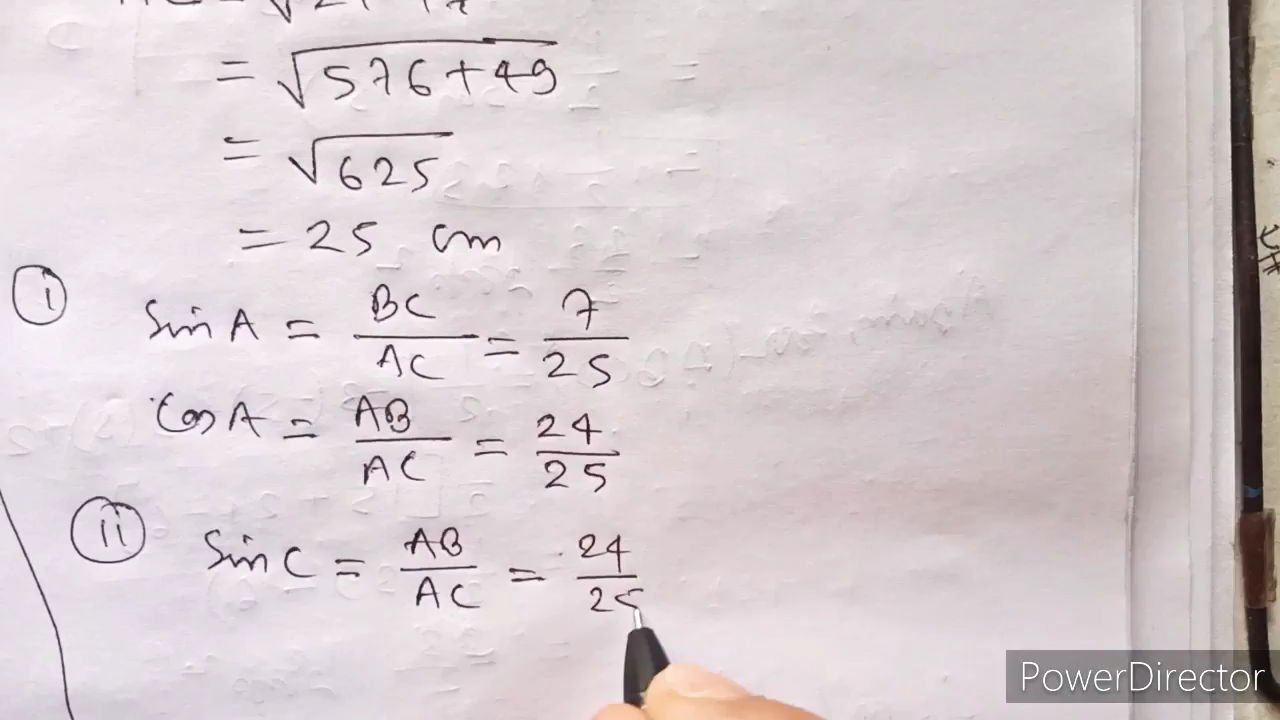 = √576+49
= √625
= 25 cm
i Sin A = BC/AC = 7/25
Cos A = AB/AC = 24/25
ii Sin C = AB/AC = 24/25
PowerDirector